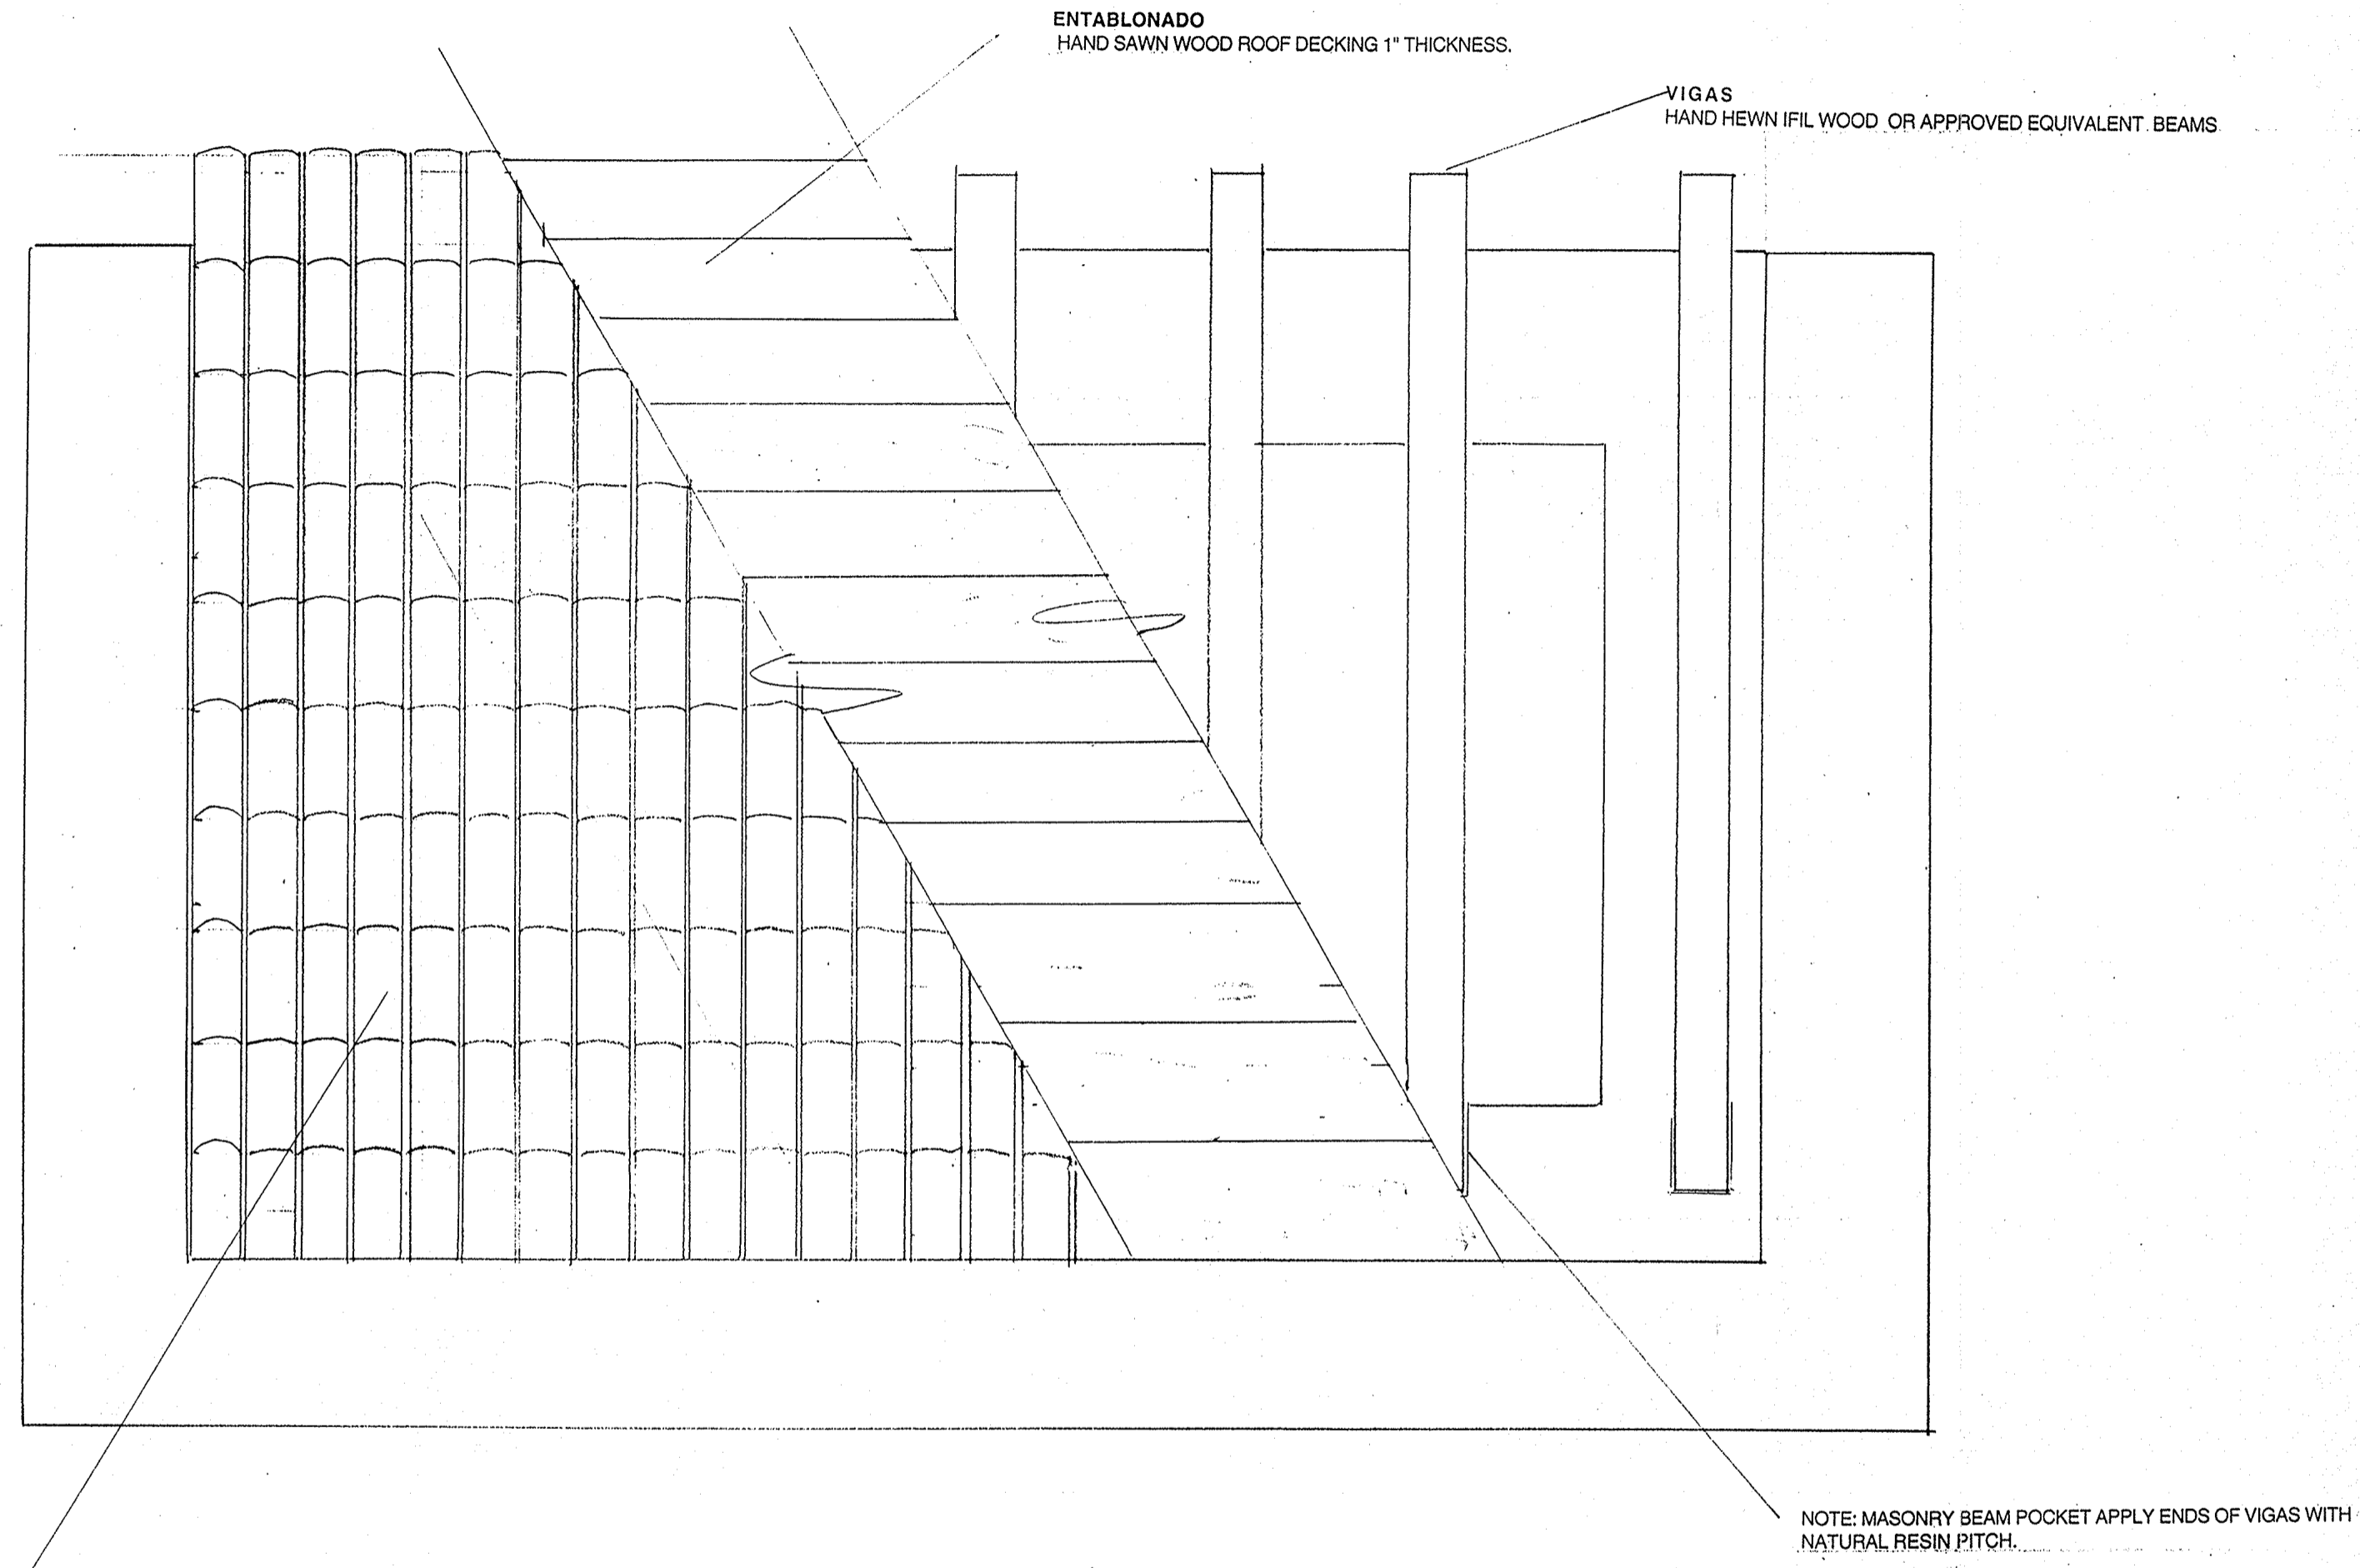 ENTABLONADO
HAND SAWN WOOD ROOF DECKING 1" THICKNESS.
VIGAS
HAND HEWN IFIL WOOD OR APPROVED EQUIVALENT BEAMS
NOTE: MASONRY BEAM POCKET APPLY ENDS OF VIGAS WITH
NATURAL RESIN PITCH.